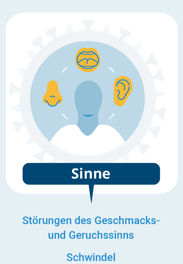 Sinne
Störungen des Geschmacks-
und Geruchssinns
Schwindel